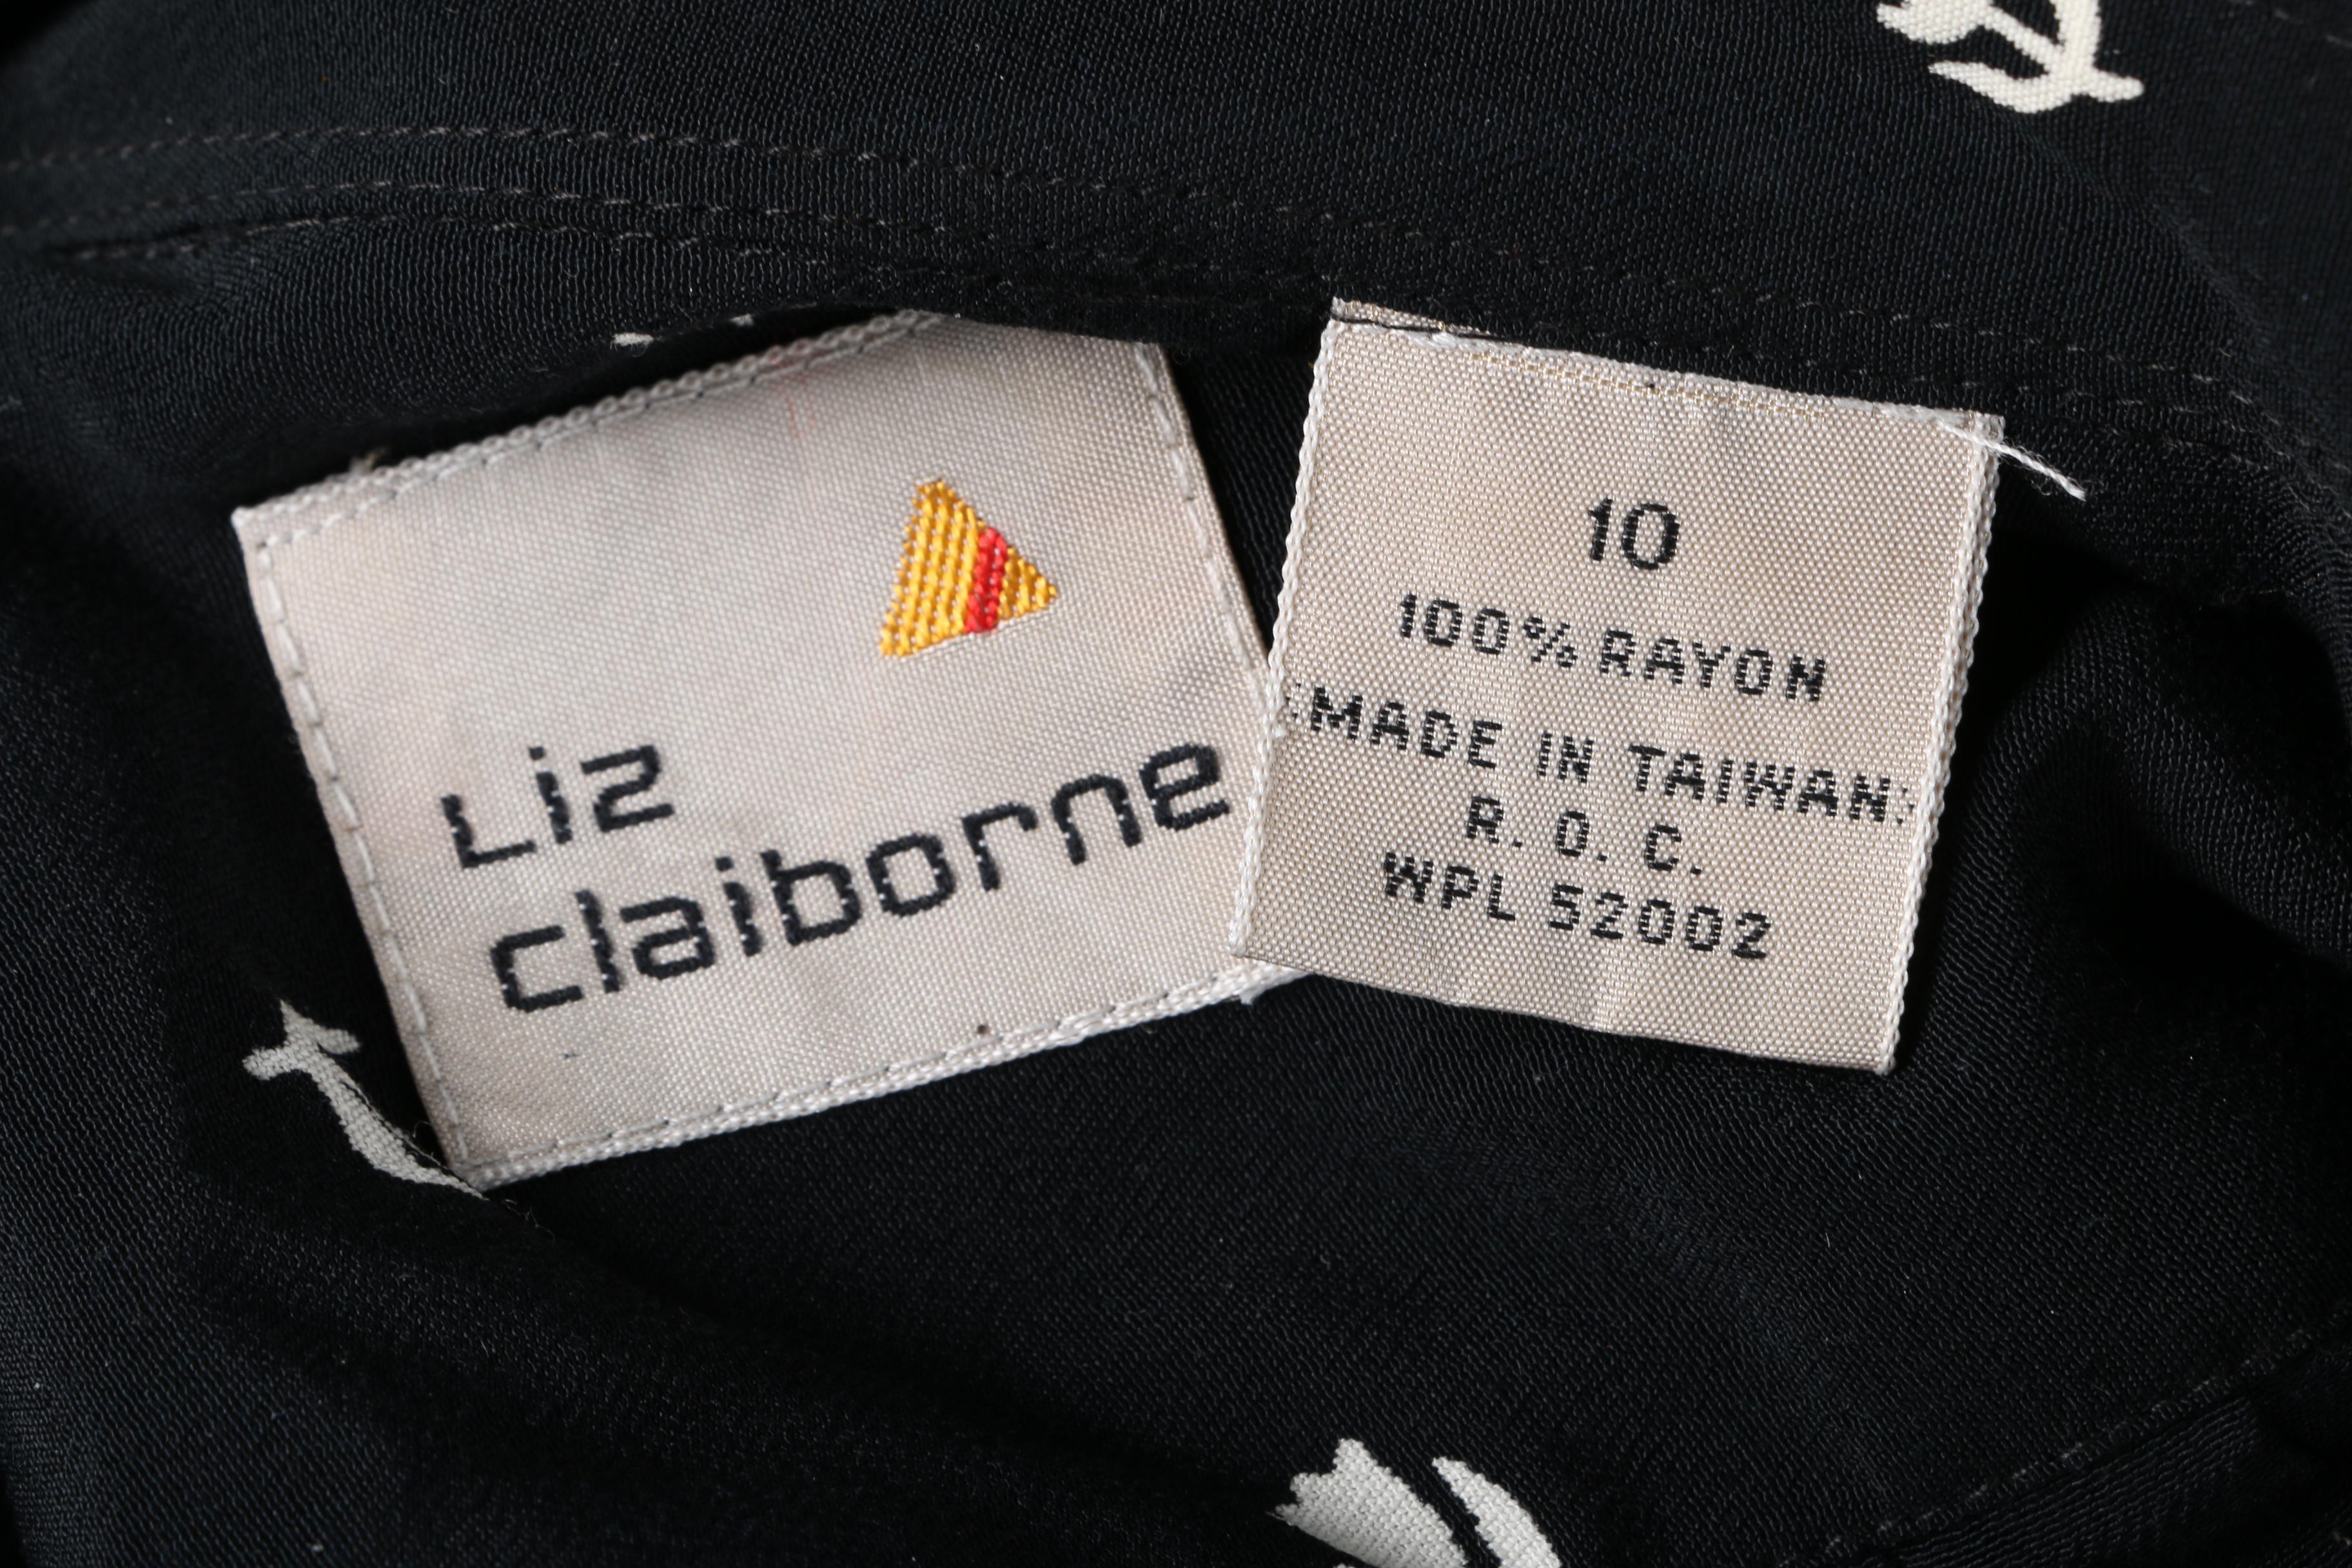 Liz
claiborne
10
100% RAYON
:MADE IN TAIWAN:
R. O. C.
WPL 52002